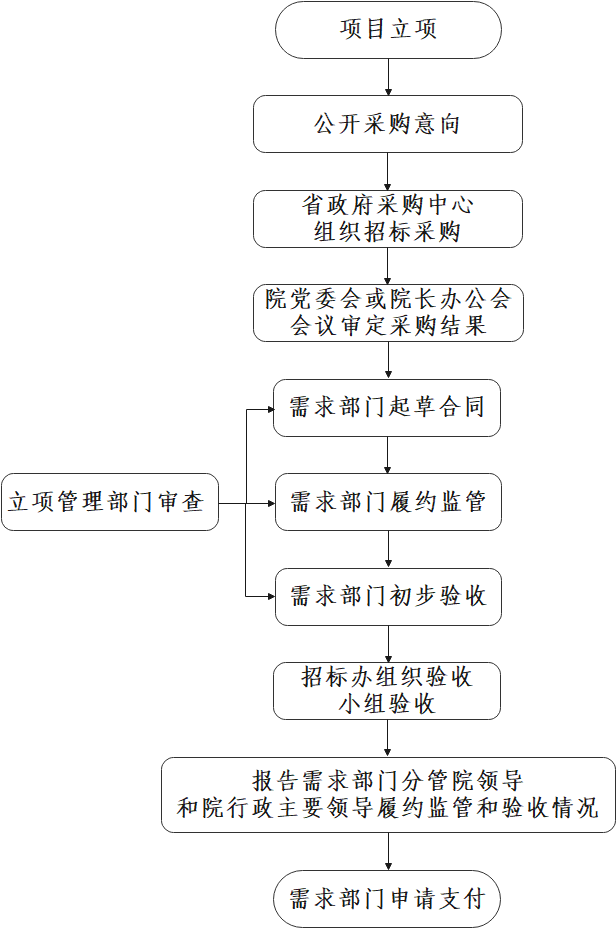 项目立项
公开采购意向
省政府采购中心
组织招标采购
院党委会或院长办公会
会议审定采购结果
需求部门起草合同
立项管理部门审查
需求部门履约监管
需求部门初步验收
招标办组织验收
小组验收
报告需求部门分管院领导
和院行政主要领导履约监管和验收情况
需求部门申请支付